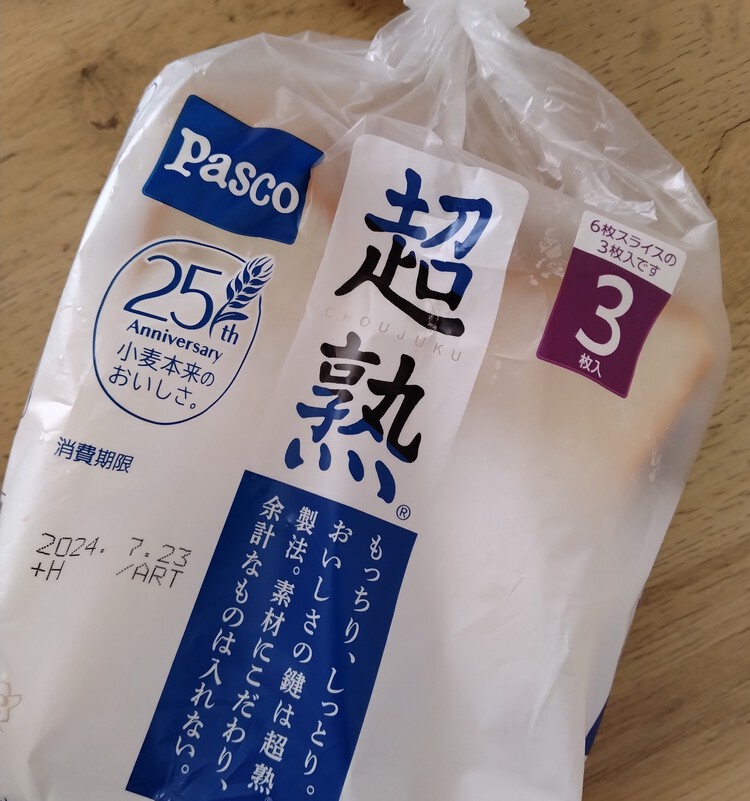 Pasco
25th
Anniversary
小麦本来の
おいしさ。
超熟®
CHOUJUKU
6枚スライスの
3枚入です
3
枚入
消費期限
2024. 7.23
+H /ART
もっちり、しっとり。
おいしさの鍵は超熟®
製法。素材にこだわり、
余計なものは入れない。